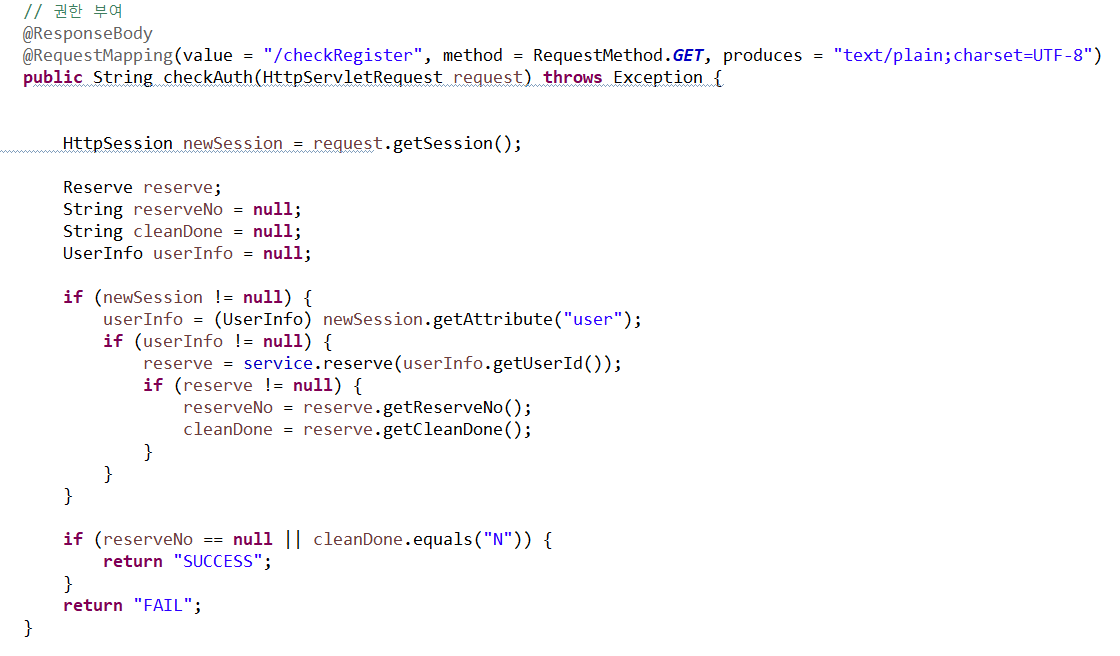 // 권한 부여
@ResponseBody
@RequestMapping(value = "/checkRegister", method = RequestMethod.GET, produces = "text/plain;charset=UTF-8")
public String checkAuth(HttpServletRequest request) throws Exception {
HttpSession newSession = request.getSession();
Reserve reserve;
String reserveNo = null;
String cleanDone = null;
UserInfo userInfo = null;
if (newSession != null) {
userInfo = (UserInfo) newSession.getAttribute("user");
if (userInfo != null) {
reserve = service.reserve(userInfo.getUserId());
if (reserve != null) {
reserveNo = reserve.getReserveNo();
cleanDone = reserve.getCleanDone();
}
}
}
if (reserveNo == null || cleanDone.equals("N")) {
return "SUCCESS";
}
return "FAIL";
}